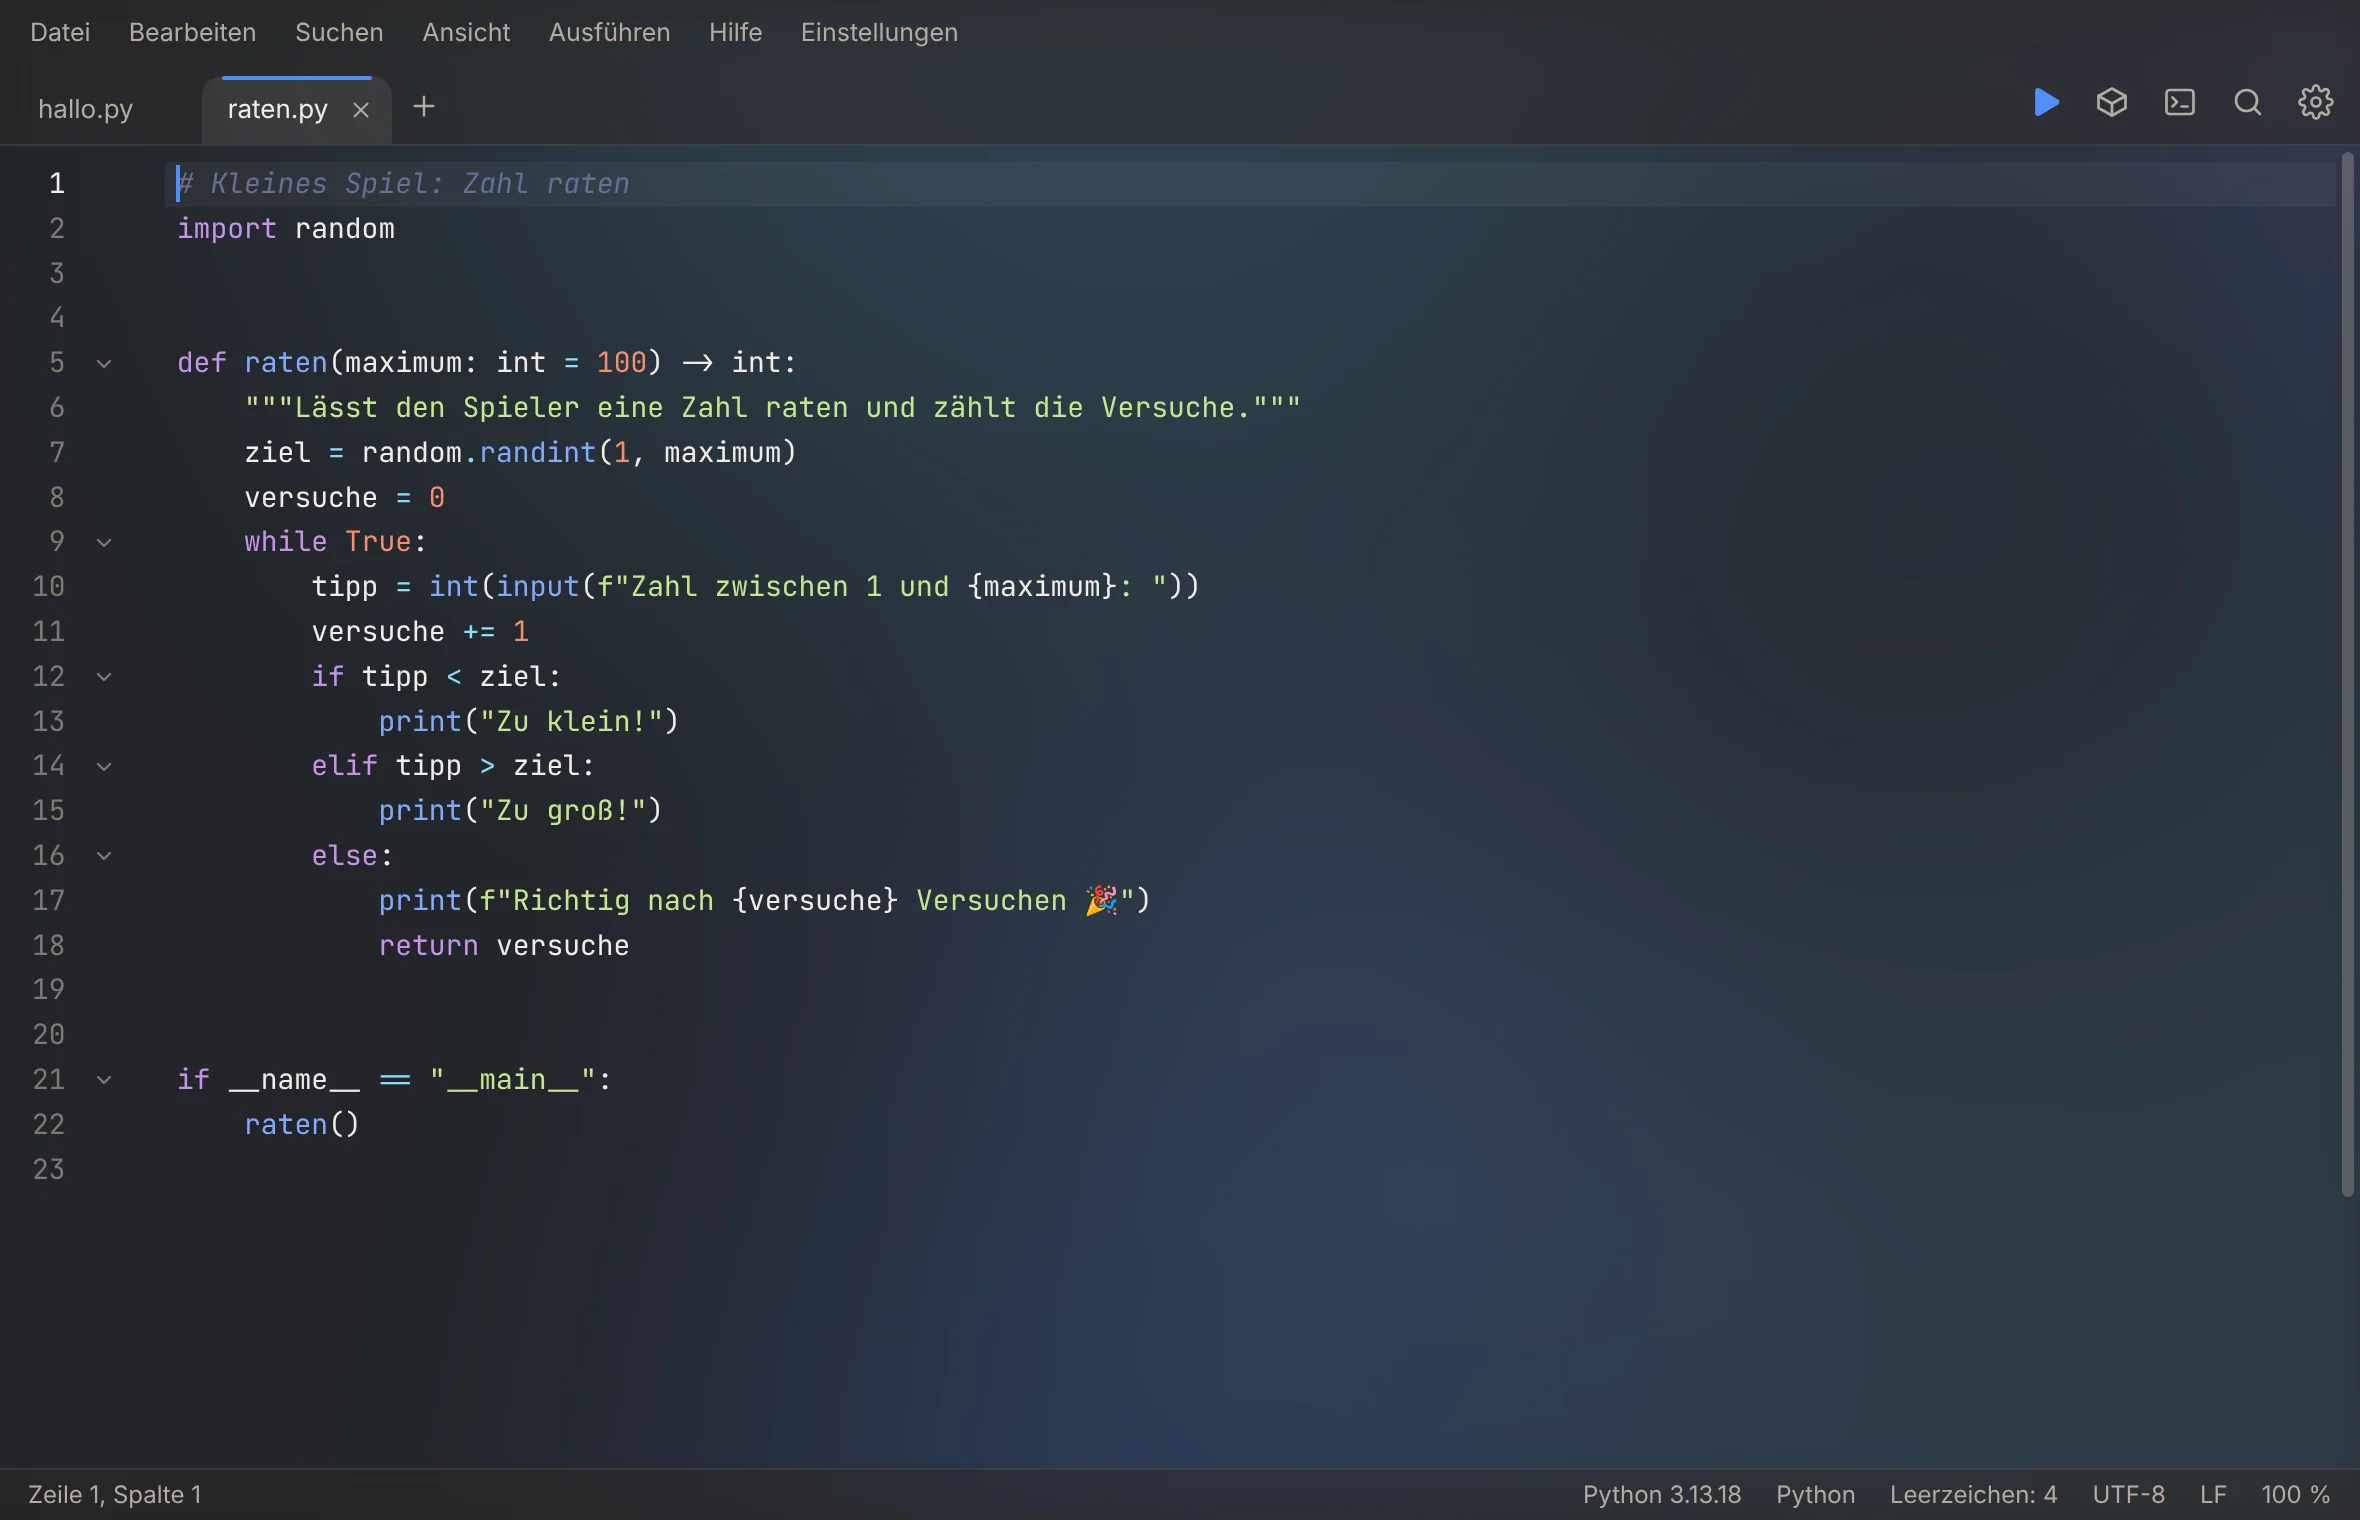 Datei Bearbeiten Suchen Ansicht Ausführen Hilfe Einstellungen
hallo.py raten.py
1 # Kleines Spiel: Zahl raten
2 import random
3
4
5 def raten(maximum: int = 100) -> int:
6     """Lässt den Spieler eine Zahl raten und zählt die Versuche."""
7     ziel = random.randint(1, maximum)
8     versuche = 0
9     while True:
10         tipp = int(input(f"Zahl zwischen 1 und {maximum}: "))
11         versuche += 1
12         if tipp < ziel:
13             print("Zu klein!")
14         elif tipp > ziel:
15             print("Zu groß!")
16         else:
17             print(f"Richtig nach {versuche} Versuchen 🎉")
18             return versuche
19
20
21 if __name__ == "__main__":
22     raten()
23
Zeile 1, Spalte 1 Python 3.13.18 Python Leerzeichen: 4 UTF-8 LF 100 %